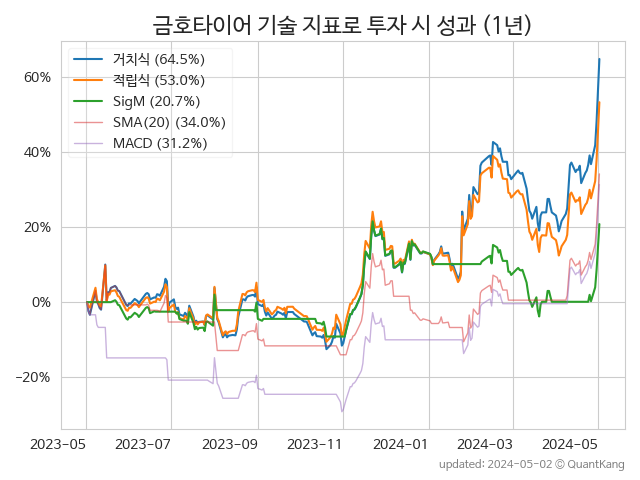 금호타이어 기술 지표로 투자 시 성과 (1년)
거치식 (64.5%)
적립식 (53.0%)
SigM (20.7%)
SMA(20) (34.0%)
MACD (31.2%)
60%
40%
20%
0%
−20%
2023-05 2023-07 2023-09 2023-11 2024-01 2024-03 2024-05
updated: 2024-05-02 © QuantKang